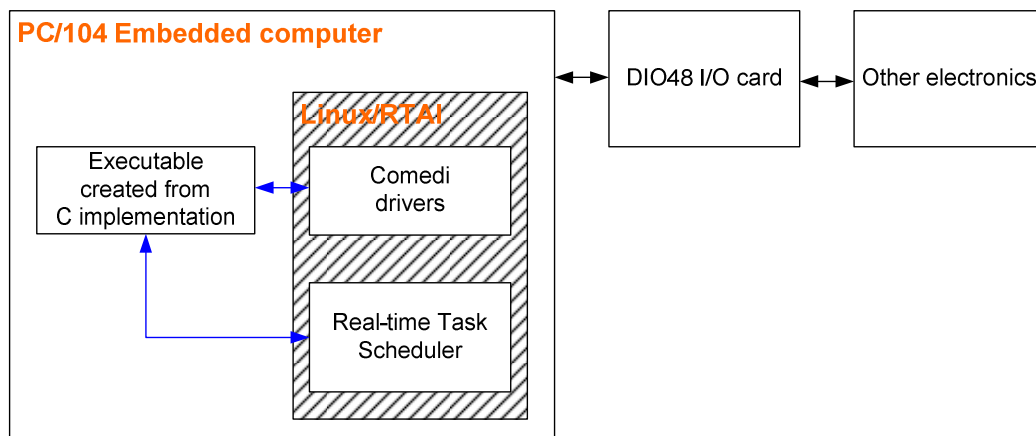 PC/104 Embedded computer
Linux/RTAI
Executable
created from
C implementation
Comedi
drivers
Real-time Task
Scheduler
DIO48 I/O card
Other electronics